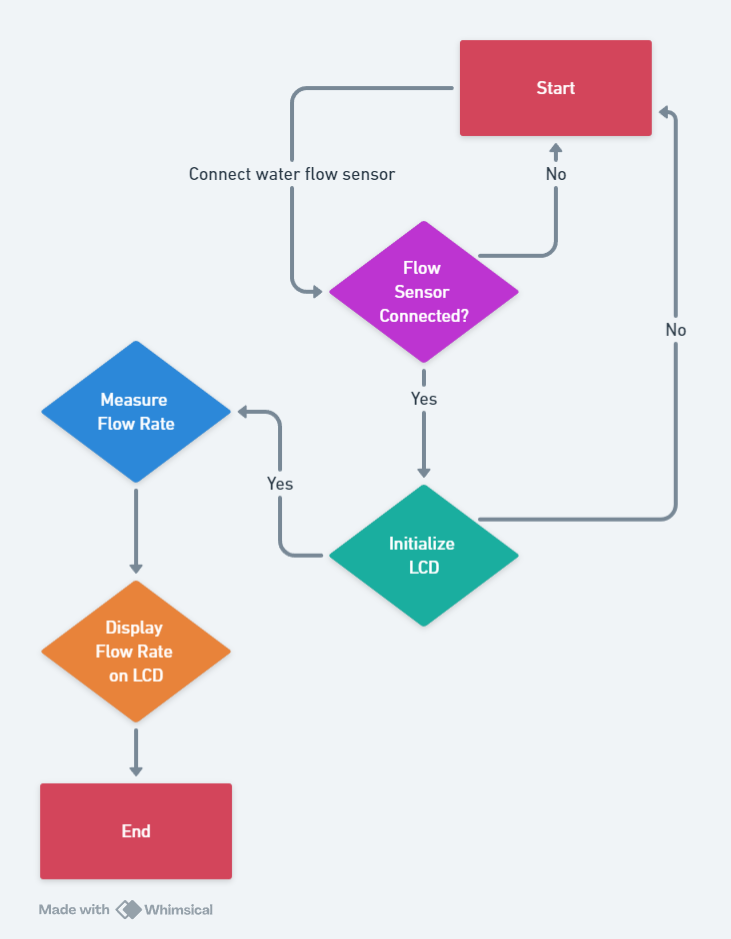 Start
Connect water flow sensor
No
Flow
Sensor
Connected?
No
Yes
Measure
Flow Rate
Yes
Initialize
LCD
Display
Flow Rate
on LCD
End
Made with Whimsical